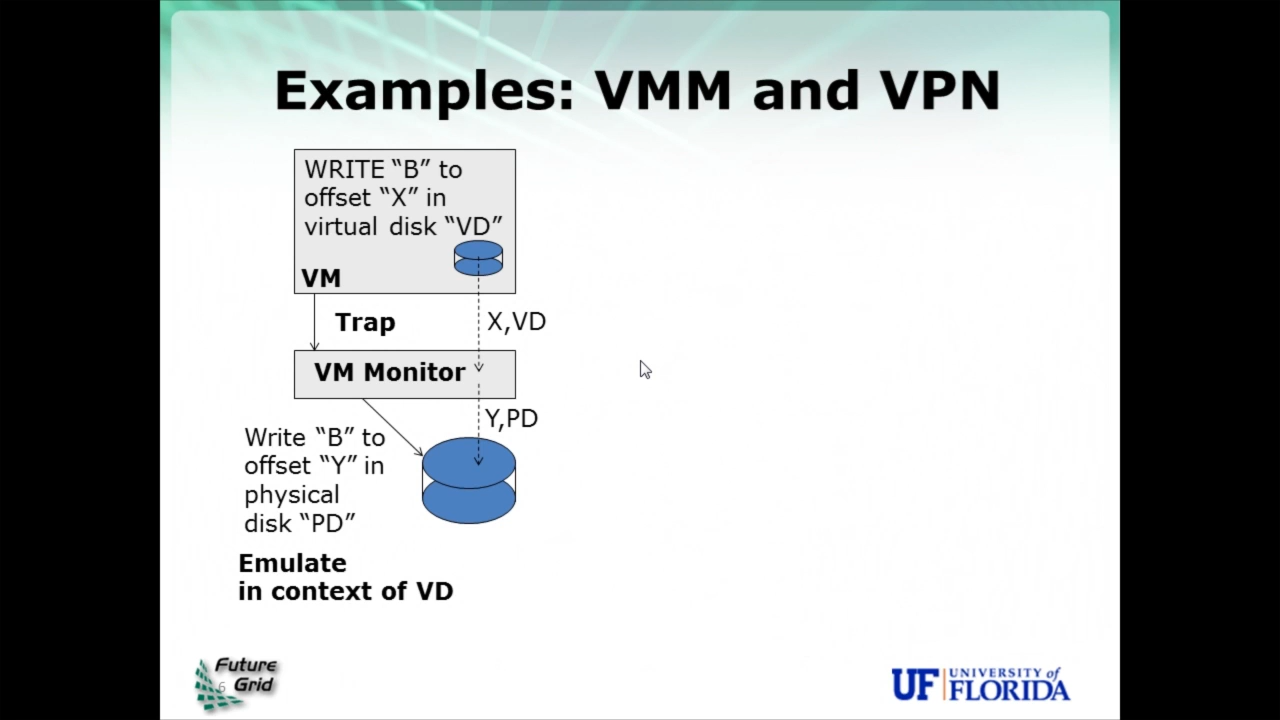 Examples: VMM and VPN
WRITE “B” to
offset “X” in
virtual disk “VD”
VM
Trap
X,VD
VM Monitor
Y,PD
Write “B” to
offset “Y” in
physical
disk “PD”
Emulate
in context of VD
Future
Grid
6
UF UNIVERSITY of
FLORIDA